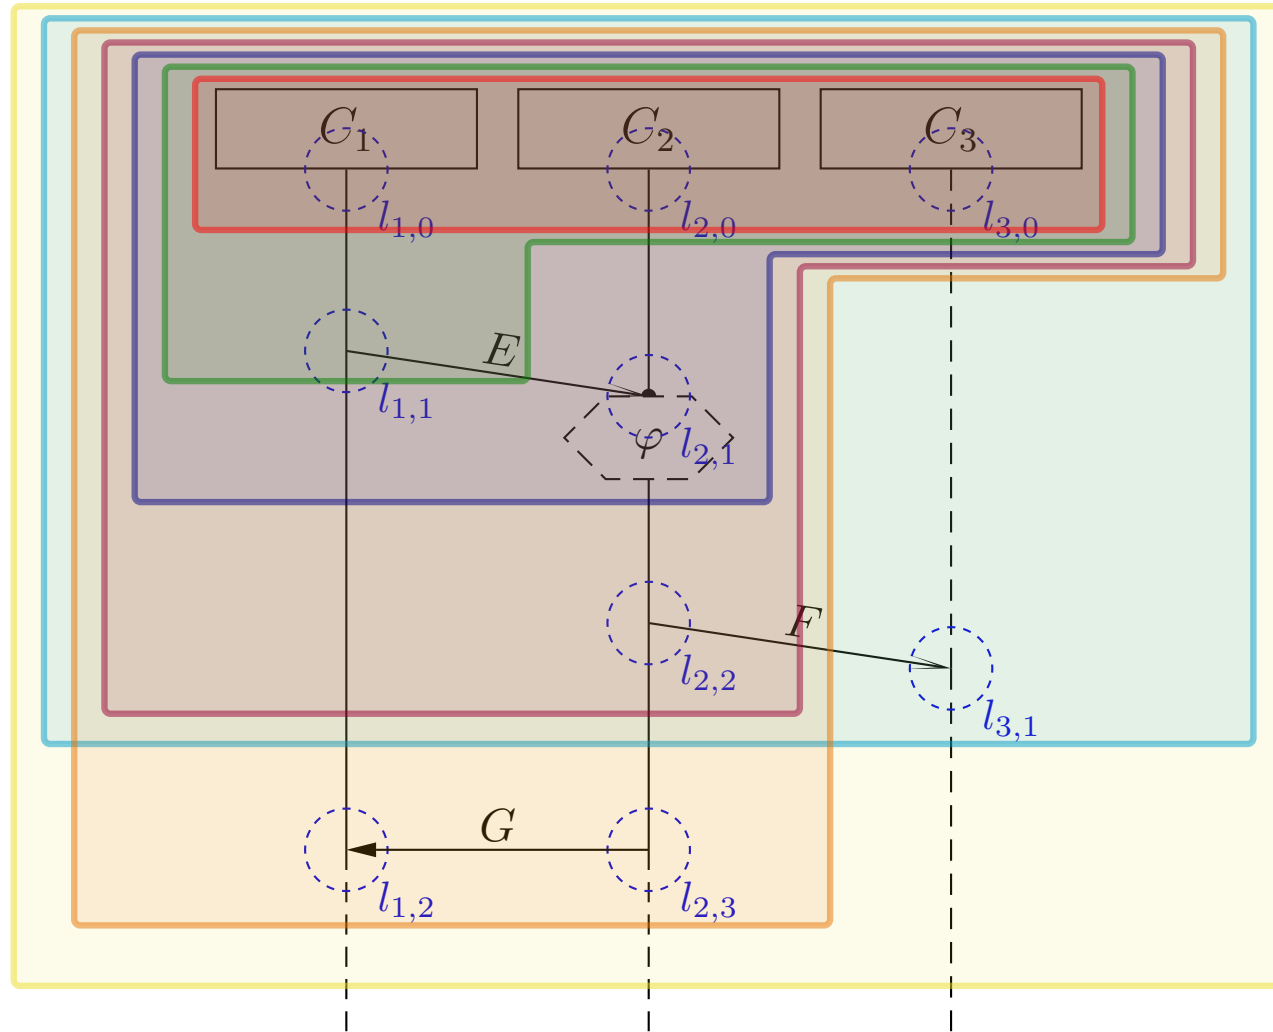 C₁ C₂ C₃
l₁,₀ l₂,₀ l₃,₀
E
l₁,₁
φ l₂,₁
F
l₂,₂
l₃,₁
G
l₁,₂ l₂,₃